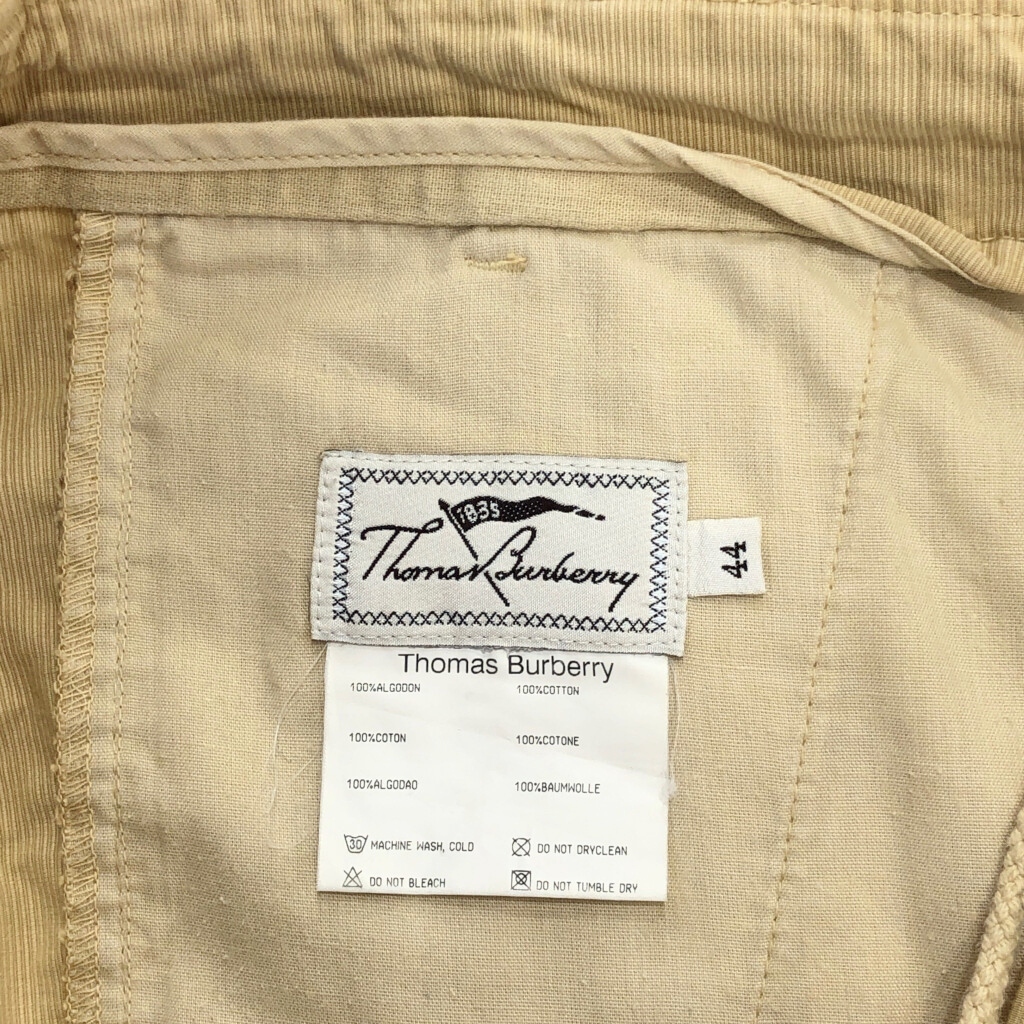 1835
Thomas Burberry
44
Thomas Burberry
100%ALGODON 100%COTTON
100%COTON 100%COTONE
100%ALGODAO 100%BAUMWOLLE
30 MACHINE WASH, COLD DO NOT DRYCLEAN
DO NOT BLEACH DO NOT TUMBLE DRY